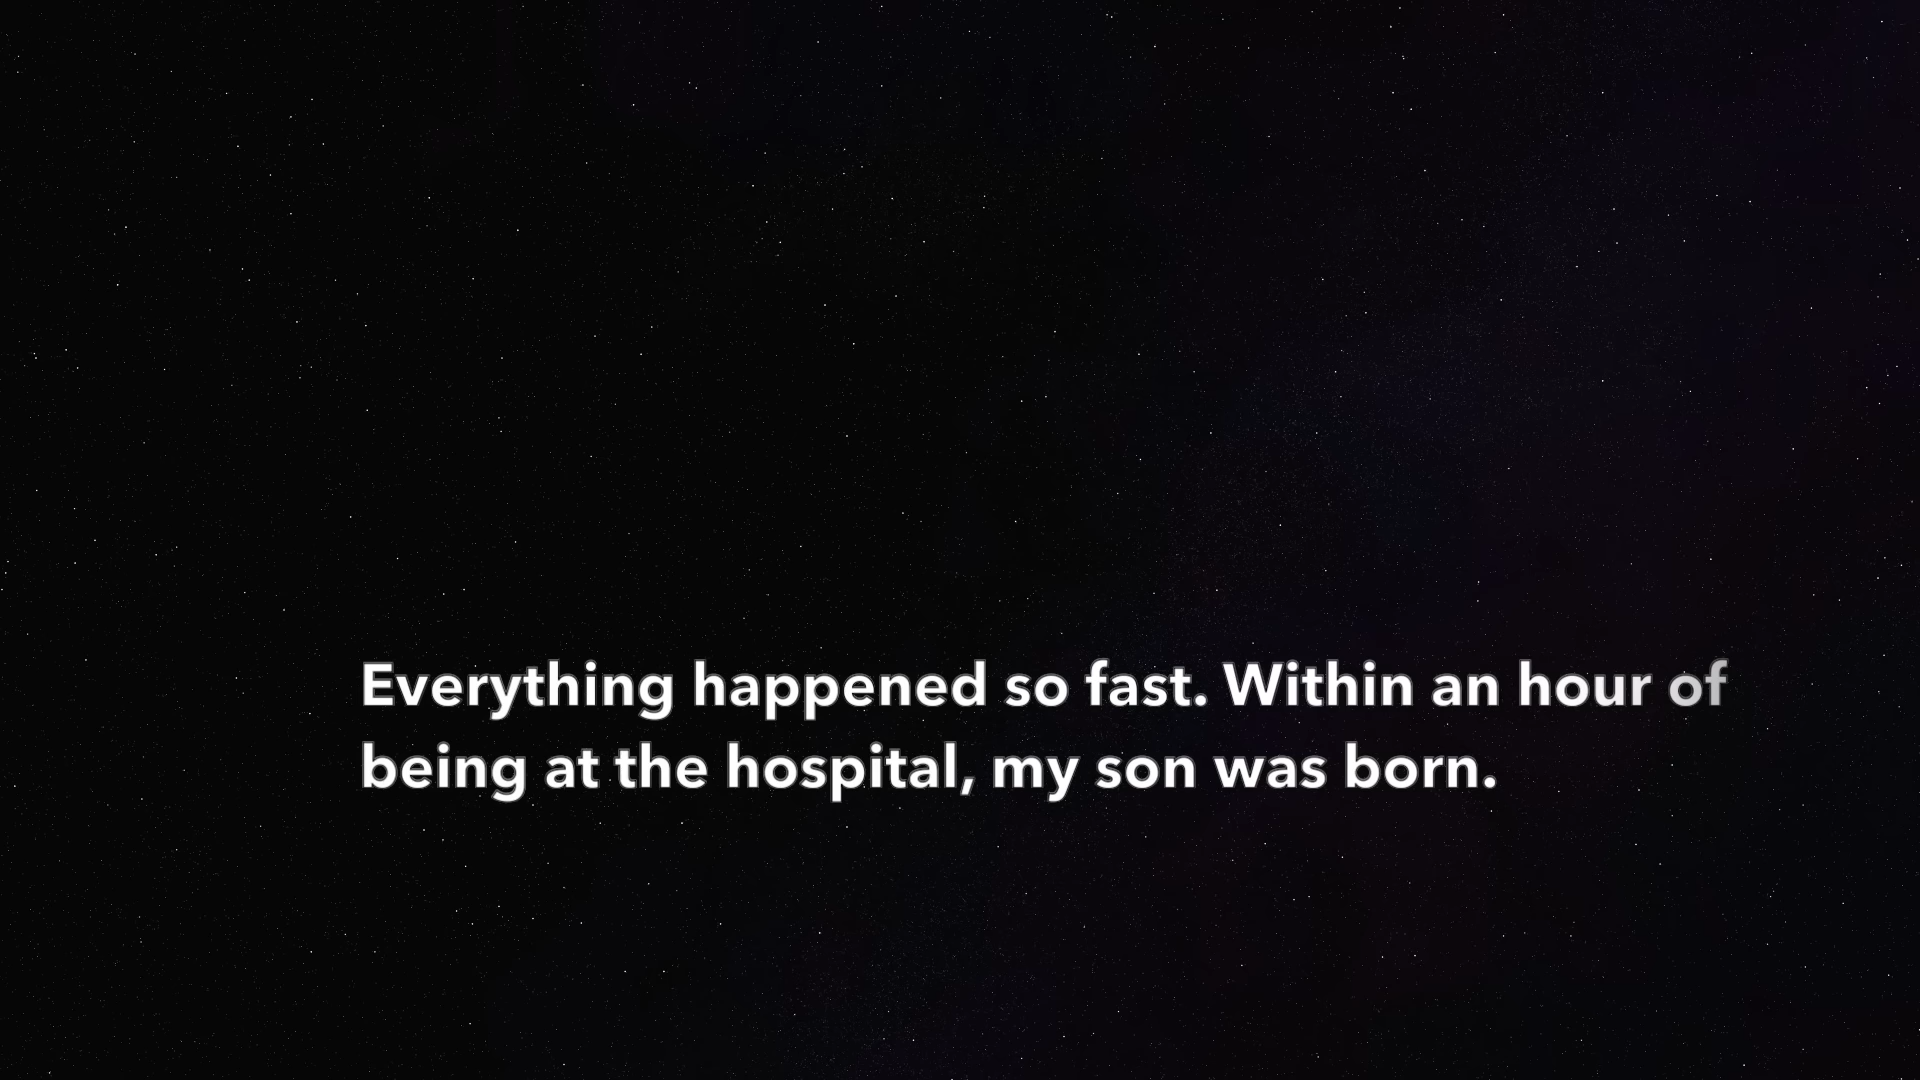 Everything happened so fast. Within an hour of
being at the hospital, my son was born.